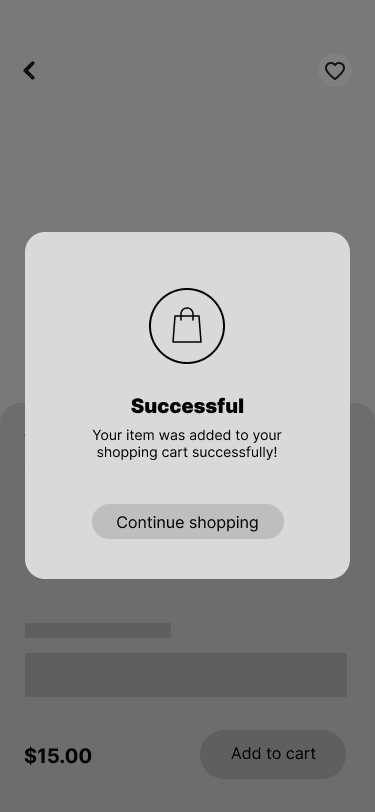 Successful
Your item was added to your
shopping cart successfully!
Continue shopping
$15.00
Add to cart